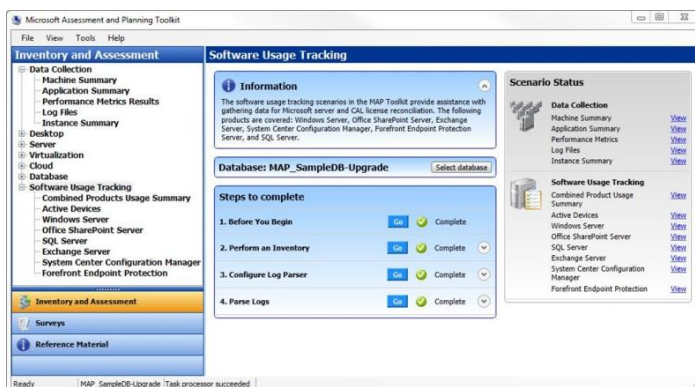 Microsoft Assessment and Planning Toolkit
File View Tools Help
Inventory and Assessment
Data Collection
Machine Summary
Application Summary
Performance Metrics Results
Log Files
Instance Summary
Desktop
Server
Virtualization
Cloud
Database
Software Usage Tracking
Combined Products Usage Summary
Active Devices
Windows Server
Office SharePoint Server
SQL Server
Exchange Server
System Center Configuration Manager
Forefront Endpoint Protection
Inventory and Assessment
Surveys
Reference Material
Software Usage Tracking
Information
The software usage tracking scenarios in the MAP Toolkit provide assistance with
gathering data for Microsoft server and CAL license reconciliation. The following
products are covered: Windows Server, Office SharePoint Server, Exchange
Server, System Center Configuration Manager, Forefront Endpoint Protection
Server, and SQL Server.
Database: MAP_SampleDB-Upgrade Select database
Steps to complete
1. Before You Begin Go Complete
2. Perform an Inventory Go Complete
3. Configure Log Parser Go Complete
4. Parse Logs Go Complete
Scenario Status
Data Collection
Machine Summary View
Application Summary View
Performance Metrics View
Log Files View
Instance Summary View
Software Usage Tracking
Combined Product Usage View
Summary
Active Devices View
Windows Server View
Office SharePoint Server View
SQL Server View
Exchange Server View
System Center Configuration View
Manager
Forefront Endpoint Protection View
Ready MAP_SampleDB-Upgrade Task processor succeeded